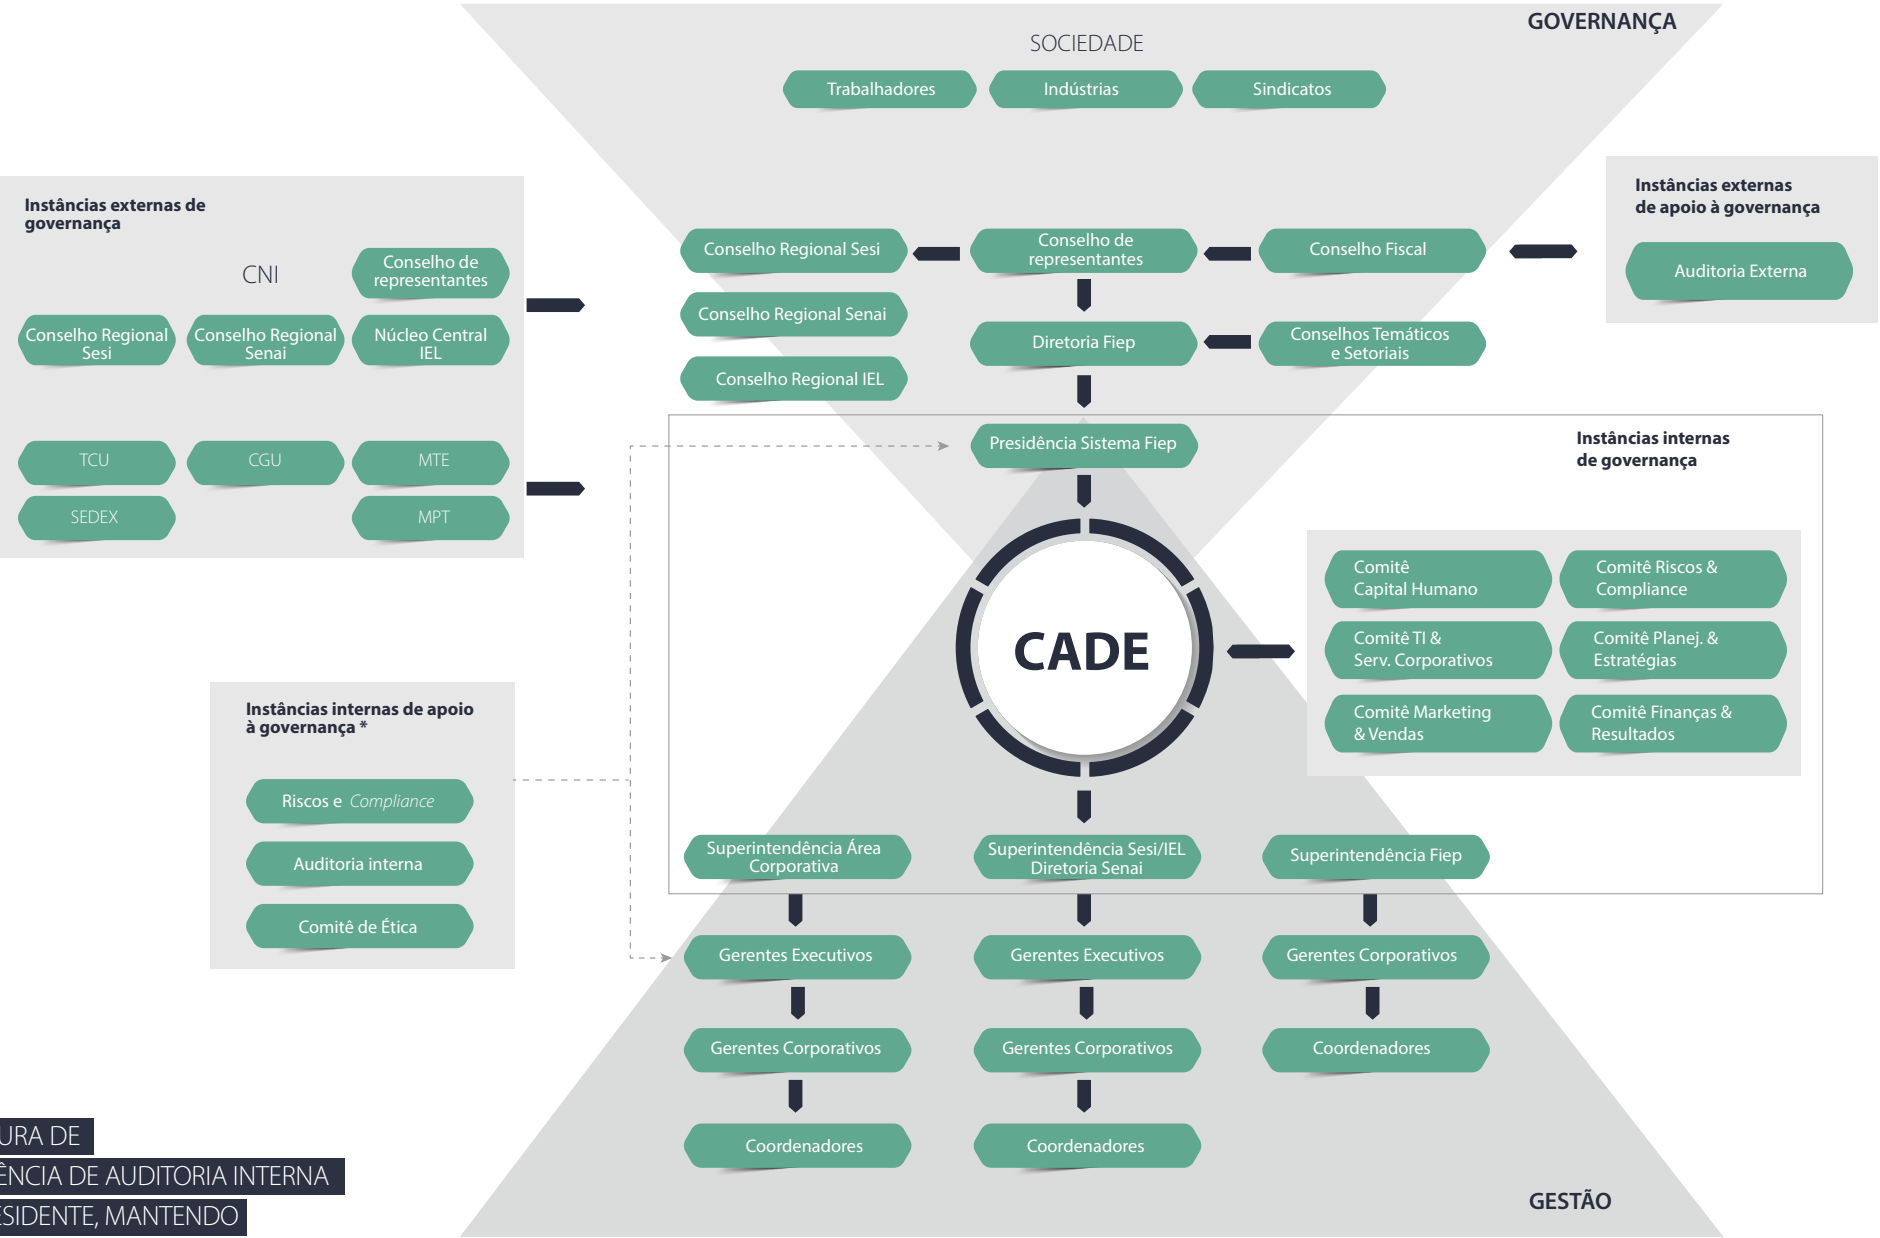 GOVERNANÇA
SOCIEDADE
Trabalhadores
Indústrias
Sindicatos
Instâncias externas de
governança
CNI
Conselho de
representantes
Conselho Regional
Sesi
Conselho Regional
Senai
Núcleo Central
IEL
TCU
CGU
MTE
SEDEX
MPT
Conselho Regional Sesi
Conselho de
representantes
Conselho Fiscal
Instâncias externas
de apoio à governança
Auditoria Externa
Conselho Regional Senai
Diretoria Fiep
Conselhos Temáticos
e Setoriais
Conselho Regional IEL
Presidência Sistema Fiep
Instâncias internas
de governança
CADE
Comitê
Capital Humano
Comitê Riscos &
Compliance
Comitê TI &
Serv. Corporativos
Comitê Planej. &
Estratégias
Comitê Marketing
& Vendas
Comitê Finanças &
Resultados
Instâncias internas de apoio
à governança *
Riscos e Compliance
Auditoria interna
Comitê de Ética
Superintendência Área
Corporativa
Superintendência Sesi/IEL
Diretoria Senai
Superintendência Fiep
Gerentes Executivos
Gerentes Executivos
Gerentes Corporativos
Gerentes Corporativos
Gerentes Corporativos
Coordenadores
Coordenadores
Coordenadores
URA DE
ÊNCIA DE AUDITORIA INTERNA
ESIDENTE, MANTENDO
GESTÃO